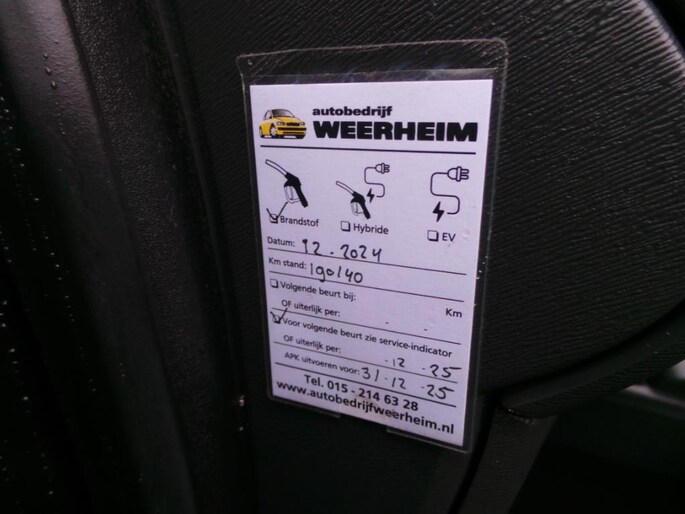 autobedrijf
WEERHEIM
Brandstof
Hybride
EV
Datum: 12 - 2024
Km stand: 190140
Volgende beurt bij: Km
OF uiterlijk per: - -
Voor volgende beurt zie service-indicator
OF uiterlijk per: - 12 - 25
APK uitvoeren voor: 31 - 12 - 25
Tel. 015 - 214 63 28
www.autobedrijfweerheim.nl